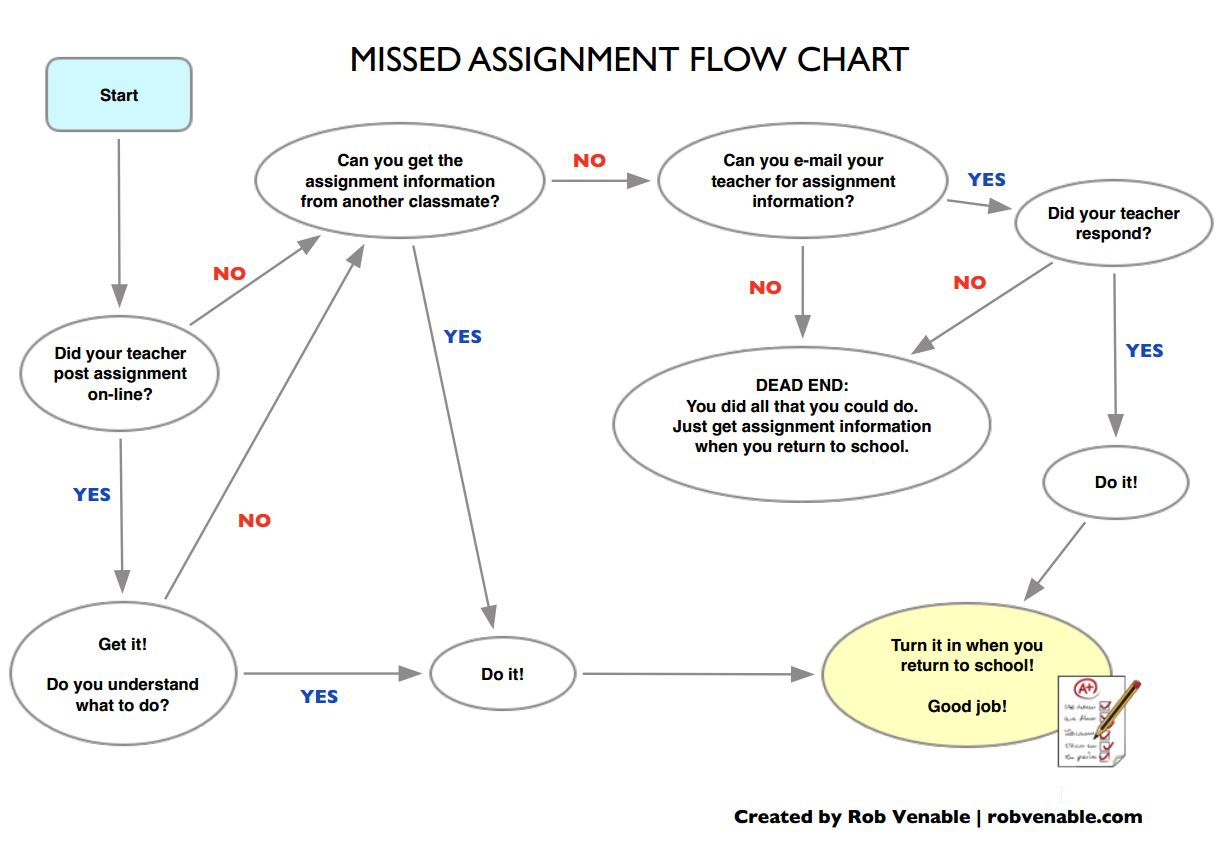 MISSED ASSIGNMENT FLOW CHART
Start
Can you get the
assignment information
from another classmate?
NO
Can you e-mail your
teacher for assignment
information?
YES
Did your teacher
respond?
NO
NO
NO
YES
YES
Did your teacher
post assignment
on-line?
DEAD END:
You did all that you could do.
Just get assignment information
when you return to school.
YES
NO
Do it!
Get it!
Do you understand
what to do?
YES
Do it!
Turn it in when you
return to school!
Good job!
A+
Created by Rob Venable | robvenable.com